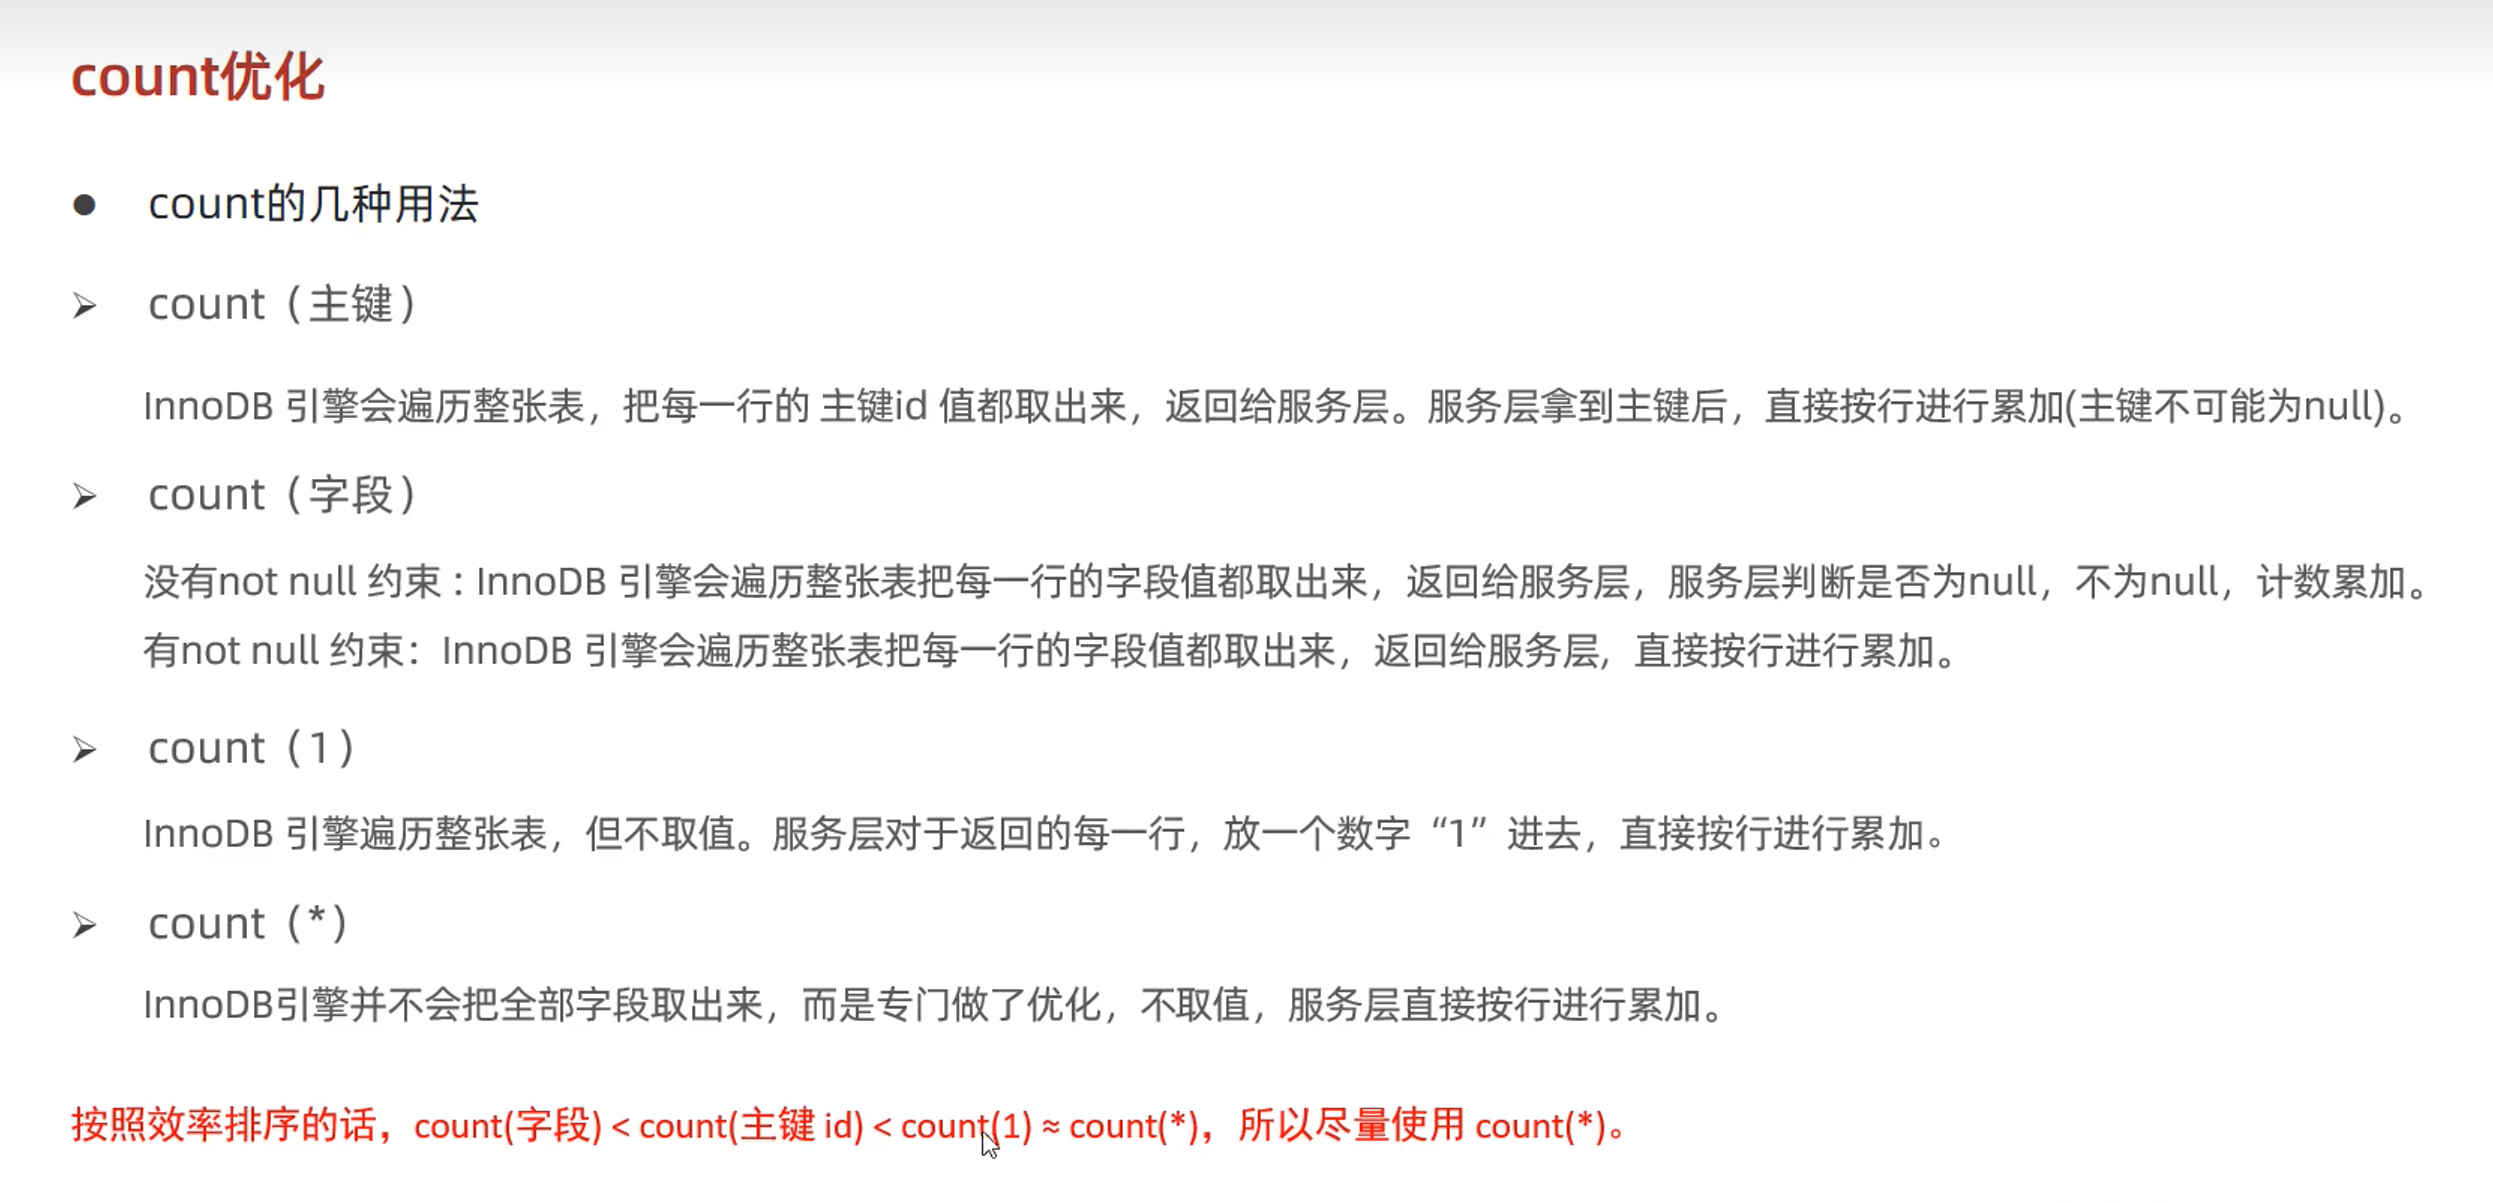 count优化
● count的几种用法
➢ count（主键）
InnoDB 引擎会遍历整张表，把每一行的 主键id 值都取出来，返回给服务层。服务层拿到主键后，直接按行进行累加(主键不可能为null)。
➢ count（字段）
没有not null 约束 : InnoDB 引擎会遍历整张表把每一行的字段值都取出来，返回给服务层，服务层判断是否为null，不为null，计数累加。
有not null 约束：InnoDB 引擎会遍历整张表把每一行的字段值都取出来，返回给服务层，直接按行进行累加。
➢ count（1）
InnoDB 引擎遍历整张表，但不取值。服务层对于返回的每一行，放一个数字“1”进去，直接按行进行累加。
➢ count（*）
InnoDB引擎并不会把全部字段取出来，而是专门做了优化，不取值，服务层直接按行进行累加。
按照效率排序的话，count(字段) < count(主键 id) < count(1) ≈ count(*)，所以尽量使用 count(*)。